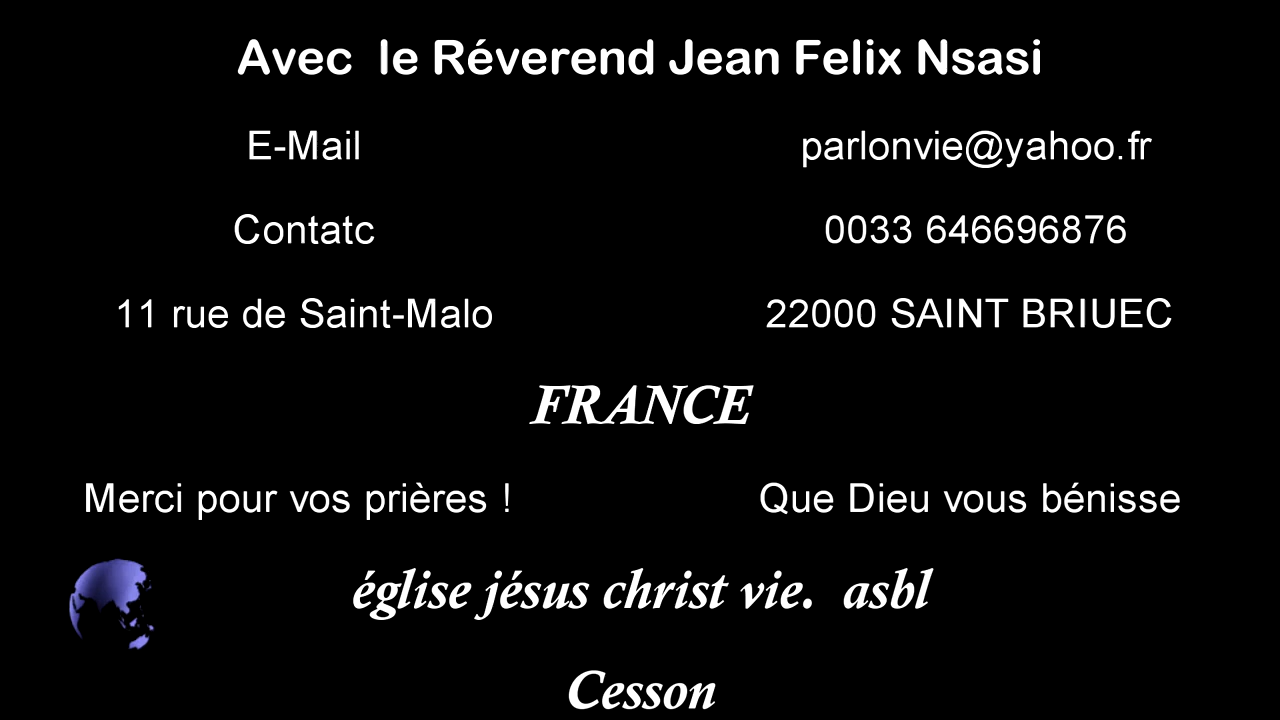 Avec le Réverend Jean Felix Nsasi
E-Mail parlonvie@yahoo.fr
Contatc 0033 646696876
11 rue de Saint-Malo 22000 SAINT BRIUEC
FRANCE
Merci pour vos prières ! Que Dieu vous bénisse
église jésus christ vie. asbl
Cesson